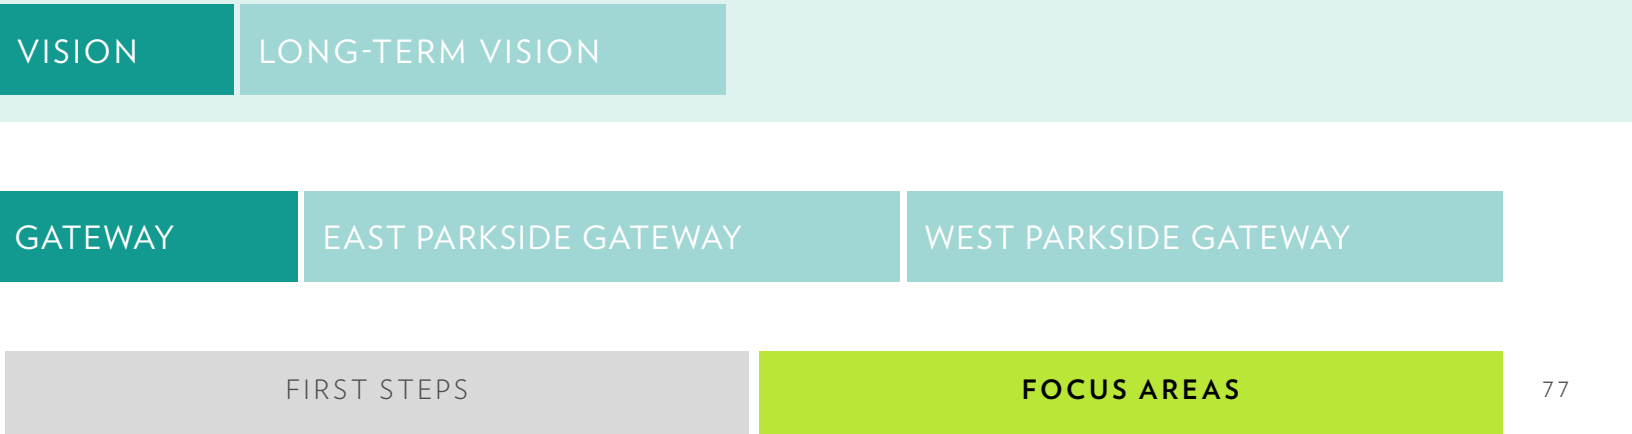 VISION LONG-TERM VISION
GATEWAY EAST PARKSIDE GATEWAY WEST PARKSIDE GATEWAY
FIRST STEPS FOCUS AREAS 77